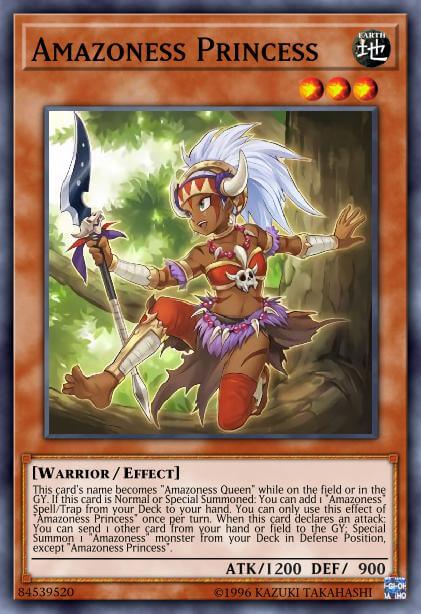 AMAZONESS PRINCESS
EARTH
地
[WARRIOR / EFFECT]
This card's name becomes "Amazoness Queen" while on the field or in the
GY. If this card is Normal or Special Summoned: You can add 1 "Amazoness"
Spell/Trap from your Deck to your hand. You can only use this effect of
"Amazoness Princess" once per turn. When this card declares an attack:
You can send 1 other card from your hand or field to the GY; Special
Summon 1 "Amazoness" monster from your Deck in Defense Position,
except "Amazoness Princess".
ATK/1200 DEF/ 900
84539520 ©1996 KAZUKI TAKAHASHI